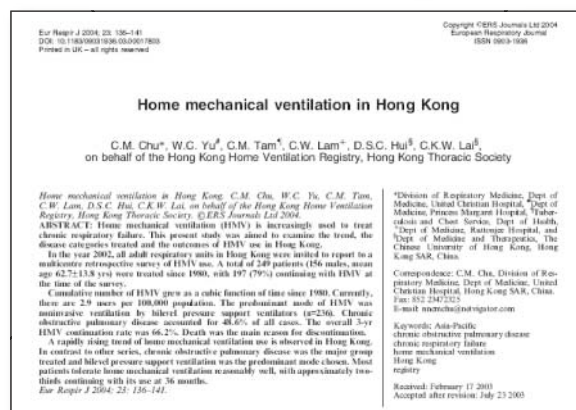 Eur Respir J 2004; 23: 136–141
DOI: 10.1183/09031936.03.00017803
Printed in UK – all rights reserved
Copyright ©ERS Journals Ltd 2004
European Respiratory Journal
ISSN 0903-1936
Home mechanical ventilation in Hong Kong
C.M. Chu*, W.C. Yu#, C.M. Tam¶, C.W. Lam+, D.S.C. Hui§, C.K.W. Lai§,
on behalf of the Hong Kong Home Ventilation Registry, Hong Kong Thoracic Society
Home mechanical ventilation in Hong Kong. C.M. Chu, W.C. Yu, C.M. Tam,
C.W. Lam, D.S.C. Hui, C.K.W. Lai, on behalf of the Hong Kong Home Ventilation
Registry, Hong Kong Thoracic Society. ©ERS Journals Ltd 2004.
ABSTRACT: Home mechanical ventilation (HMV) is increasingly used to treat
chronic respiratory failure. This present study was aimed to examine the trend, the
disease categories treated and the outcomes of HMV use in Hong Kong.
In the year 2002, all adult respiratory units in Hong Kong were invited to report to a
multicentre retrospective survey of HMV use. A total of 249 patients (156 males, mean
age 62.7±13.8 yrs) were treated since 1980, with 197 (79%) continuing with HMV at
the time of the survey.
Cumulative number of HMV grew as a cubic function of time since 1980. Currently,
there are 2.9 users per 100,000 population. The predominant mode of HMV was
noninvasive ventilation by bilevel pressure support ventilators (n=236). Chronic
obstructive pulmonary disease accounted for 48.6% of all cases. The overall 3-yr
HMV continuation rate was 66.2%. Death was the main reason for discontinuation.
A rapidly rising trend of home mechanical ventilation use is observed in Hong Kong.
In contrast to other series, chronic obstructive pulmonary disease was the major group
treated and bilevel pressure support ventilation was the predominant mode chosen. Most
patients tolerate home mechanical ventilation reasonably well, with approximately two-
thirds continuing with its use at 36 months.
Eur Respir J 2004; 23: 136–141.
*Division of Respiratory Medicine, Dept of
Medicine, United Christian Hospital, #Dept of
Medicine, Princess Margaret Hospital, ¶Tuber-
culosis and Chest Service, Dept of Health,
+Dept of Medicine, Ruttonjee Hospital, and
§Dept of Medicine and Therapeutics, The
Chinese University of Hong Kong, Hong
Kong SAR, China.
Correspondence: C.M. Chu, Division of Res-
piratory Medicine, Dept of Medicine, United
Christian Hospital, Hong Kong SAR, China.
Fax: 852 23472325
Keywords: Asia-Pacific
chronic obstructive pulmonary disease
chronic respiratory failure
home mechanical ventilation
Hong Kong
registry
Received: February 17 2003
Accepted after revision: July 23 2003